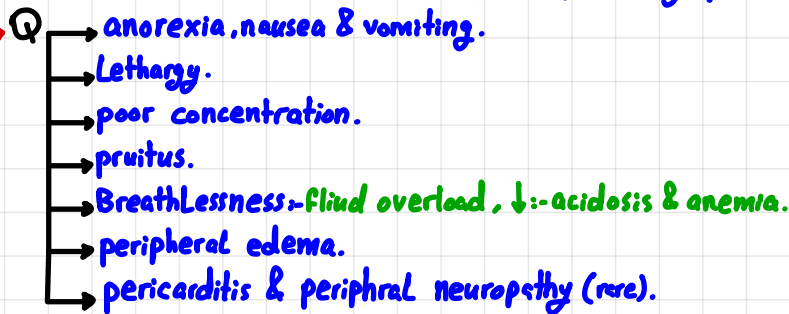 Q
anorexia, nausea & vomiting.
Lethargy.
poor concentration.
pruitus.
BreathLessness:- fliud overload, ↓:- acidosis & anemia.
peripheral edema.
pericarditis & periphral neuropathy (rare).